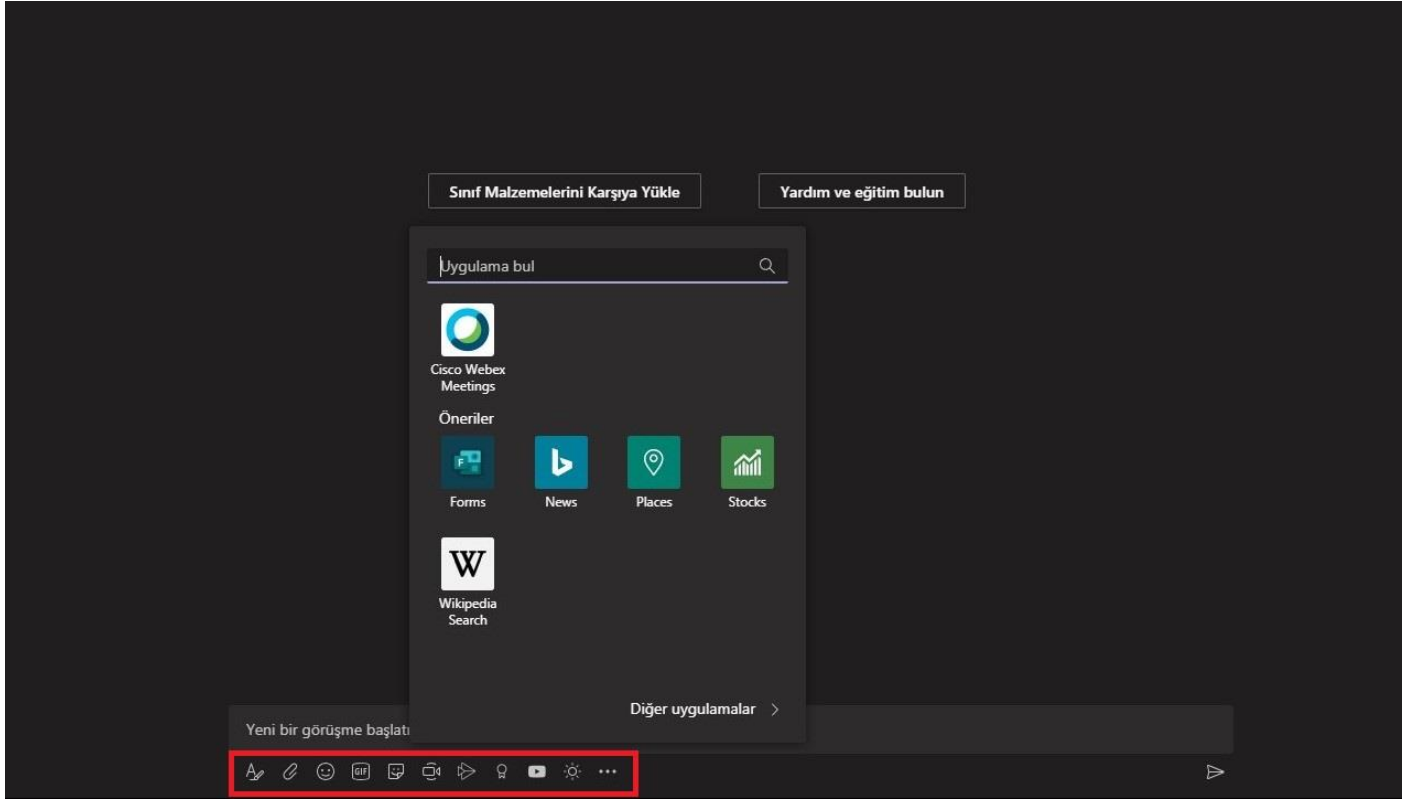 Sınıf Malzemelerini Karşıya Yükle
Yardım ve eğitim bulun
Uygulama bul
Cisco Webex
Meetings
Öneriler
F
Forms
News
Places
Stocks
W
Wikipedia
Search
Diğer uygulamalar
Yeni bir görüşme başlatı
GIF